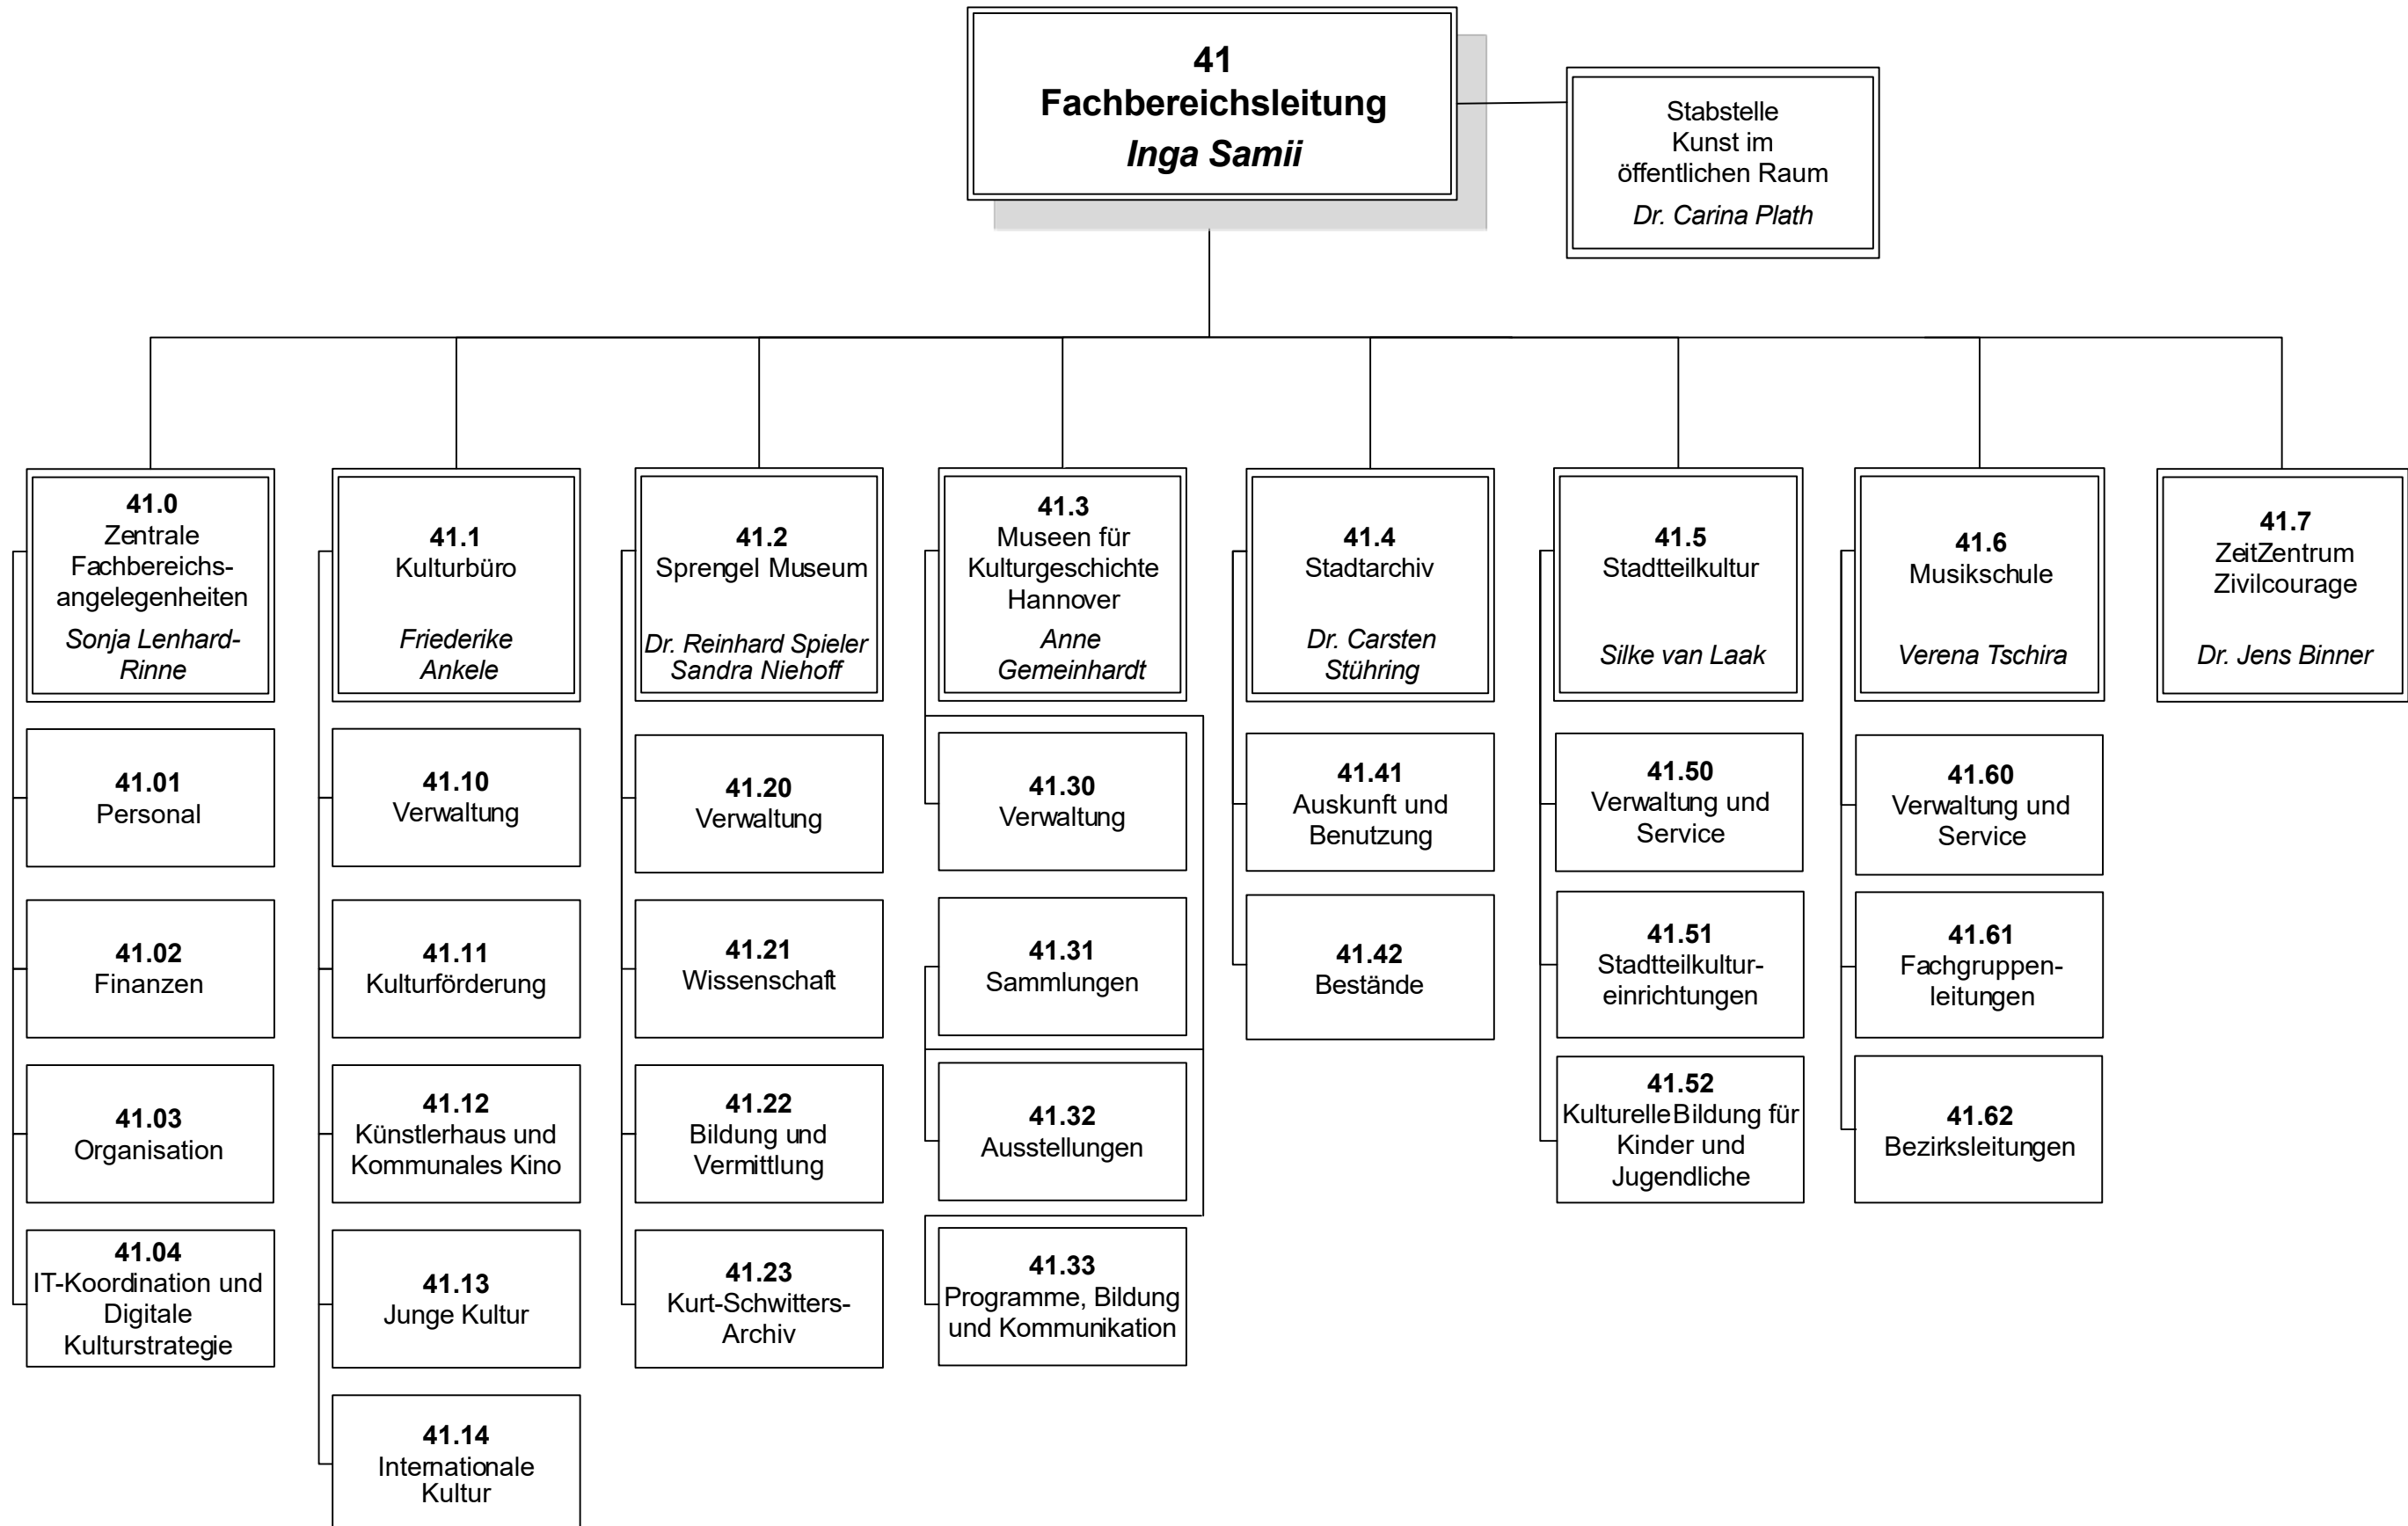 41
Fachbereichsleitung
Inga Samii
Stabstelle
Kunst im
öffentlichen Raum
Dr. Carina Plath
41.0
Zentrale
Fachbereichs-
angelegenheiten
Sonja Lenhard-
Rinne
41.01
Personal
41.02
Finanzen
41.03
Organisation
41.04
IT-Koordination und
Digitale
Kulturstrategie
41.1
Kulturbüro
Friederike
Ankele
41.10
Verwaltung
41.11
Kulturförderung
41.12
Künstlerhaus und
Kommunales Kino
41.13
Junge Kultur
41.14
Internationale
Kultur
41.2
Sprengel Museum
Dr. Reinhard Spieler
Sandra Niehoff
41.20
Verwaltung
41.21
Wissenschaft
41.22
Bildung und
Vermittlung
41.23
Kurt-Schwitters-
Archiv
41.3
Museen für
Kulturgeschichte
Hannover
Anne
Gemeinhardt
41.30
Verwaltung
41.31
Sammlungen
41.32
Ausstellungen
41.33
Programme, Bildung
und Kommunikation
41.4
Stadtarchiv
Dr. Carsten
Stühring
41.41
Auskunft und
Benutzung
41.42
Bestände
41.5
Stadtteilkultur
Silke van Laak
41.50
Verwaltung und
Service
41.51
Stadtteilkultur-
einrichtungen
41.52
Kulturelle Bildung für
Kinder und
Jugendliche
41.6
Musikschule
Verena Tschira
41.60
Verwaltung und
Service
41.61
Fachgruppen-
leitungen
41.62
Bezirksleitungen
41.7
ZeitZentrum
Zivilcourage
Dr. Jens Binner